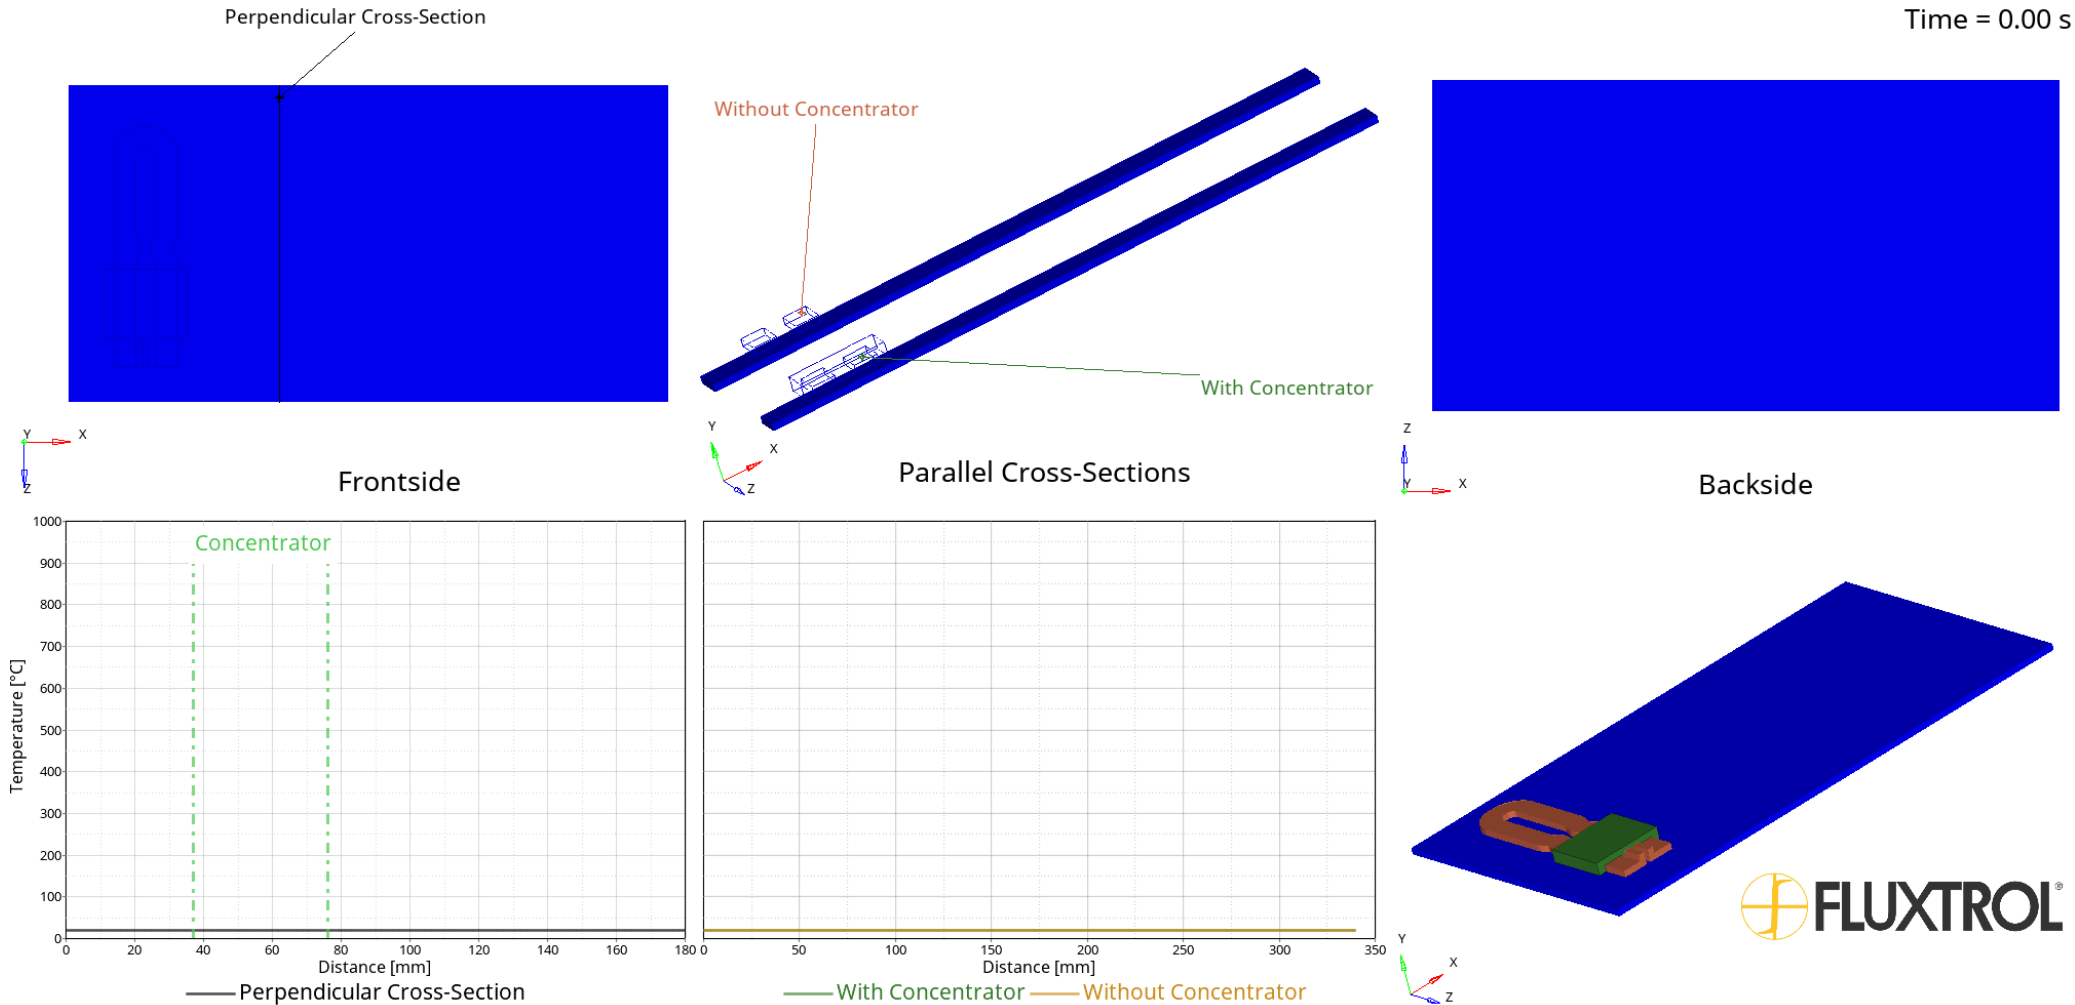 Perpendicular Cross-Section
Time = 0.00 s
Without Concentrator
With Concentrator
Y X
Z
Frontside
Y
X
Z
Parallel Cross-Sections
Z
Y X
Backside
1000
900
800
700
600
500
400
300
200
100
0
Temperature [°C]
Concentrator
0 20 40 60 80 100 120 140 160 180
Distance [mm]
Perpendicular Cross-Section
0 50 100 150 200 250 300 350
Distance [mm]
With Concentrator Without Concentrator
FLUXTROL®
Y
X
Z